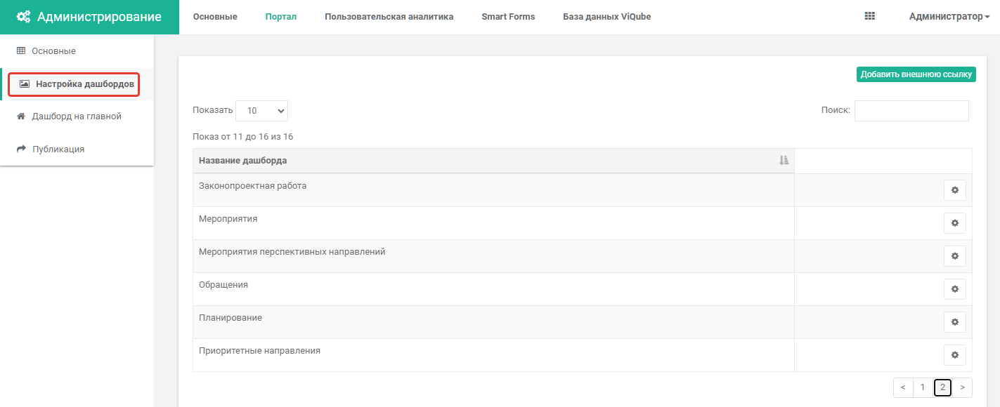 Администрирование
Основные Портал Пользовательская аналитика Smart Forms База данных ViQube Администратор
Основные
Настройка дашбордов
Дашборд на главной
Публикация
Добавить внешнюю ссылку
Показать 10 Поиск:
Показ от 11 до 16 из 16
Название дашборда
Законопроектная работа
Мероприятия
Мероприятия перспективных направлений
Обращения
Планирование
Приоритетные направления
< 1 2 >